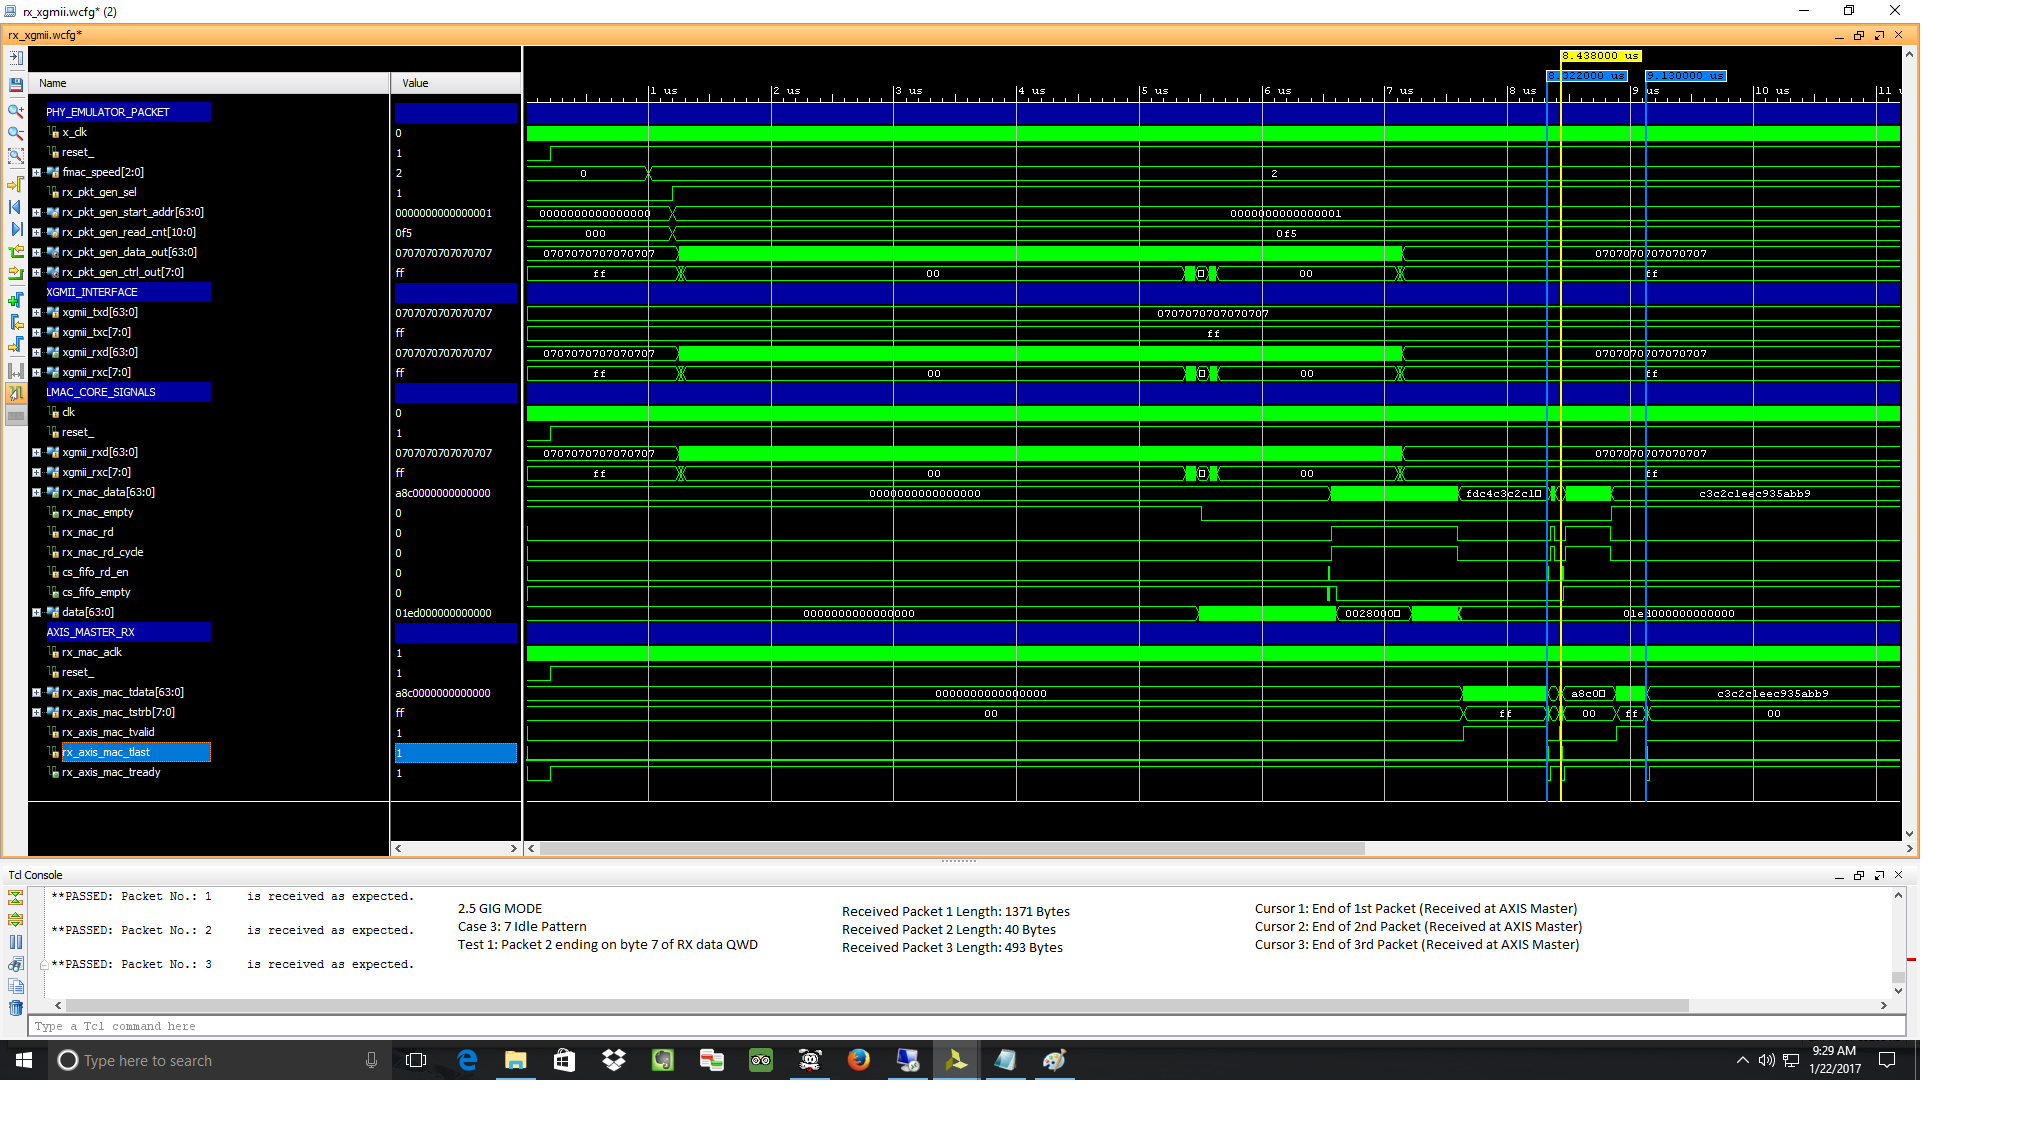 rx_xgmii.wcfg* (2)
rx_xgmii.wcfg*
8.438000 us
8.322000 us 9.130000 us
Name Value
1 us 2 us 3 us 4 us 5 us 6 us 7 us 8 us 9 us 10 us 11
PHY_EMULATOR_PACKET
x_clk 0
reset_ 1
fmac_speed[2:0] 2 0 2
rx_pkt_gen_sel 1
rx_pkt_gen_start_addr[63:0] 0000000000000001 0000000000000000 0000000000000001
rx_pkt_gen_read_cnt[10:0] 0f5 000 0f5
rx_pkt_gen_data_out[63:0] 0707070707070707 0707070707070707 0707070707070707
rx_pkt_gen_ctrl_out[7:0] ff ff 00 00 ff
XGMII_INTERFACE
xgmii_txd[63:0] 0707070707070707 0707070707070707
xgmii_txc[7:0] ff ff
xgmii_rxd[63:0] 0707070707070707 0707070707070707 0707070707070707
xgmii_rxc[7:0] ff ff 00 00 ff
LMAC_CORE_SIGNALS
clk 0
reset_ 1
xgmii_rxd[63:0] 0707070707070707 0707070707070707 0707070707070707
xgmii_rxc[7:0] ff ff 00 00 ff
rx_mac_data[63:0] a8c0000000000000 0000000000000000 fdc4c3c2c1 c3c2c1eec935abb9
rx_mac_empty 0
rx_mac_rd 0
rx_mac_rd_cycle 0
cs_fifo_rd_en 0
cs_fifo_empty 0
data[63:0] 01ed000000000000 0000000000000000 0028000 01ed000000000000
AXIS_MASTER_RX
rx_mac_aclk 1
reset_ 1
rx_axis_mac_tdata[63:0] a8c0000000000000 0000000000000000 a8c0 c3c2c1eec935abb9
rx_axis_mac_tstrb[7:0] ff 00 ff 00 ff 00
rx_axis_mac_tvalid 1
rx_axis_mac_tlast 1
rx_axis_mac_tready 1
Tcl Console
**PASSED: Packet No.: 1 is received as expected.
**PASSED: Packet No.: 2 is received as expected.
**PASSED: Packet No.: 3 is received as expected.
2.5 GIG MODE
Case 3: 7 Idle Pattern
Test 1: Packet 2 ending on byte 7 of RX data QWD
Received Packet 1 Length: 1371 Bytes
Received Packet 2 Length: 40 Bytes
Received Packet 3 Length: 493 Bytes
Cursor 1: End of 1st Packet (Received at AXIS Master)
Cursor 2: End of 2nd Packet (Received at AXIS Master)
Cursor 3: End of 3rd Packet (Received at AXIS Master)
Type a Tcl command here
Type here to search
9:29 AM
1/22/2017